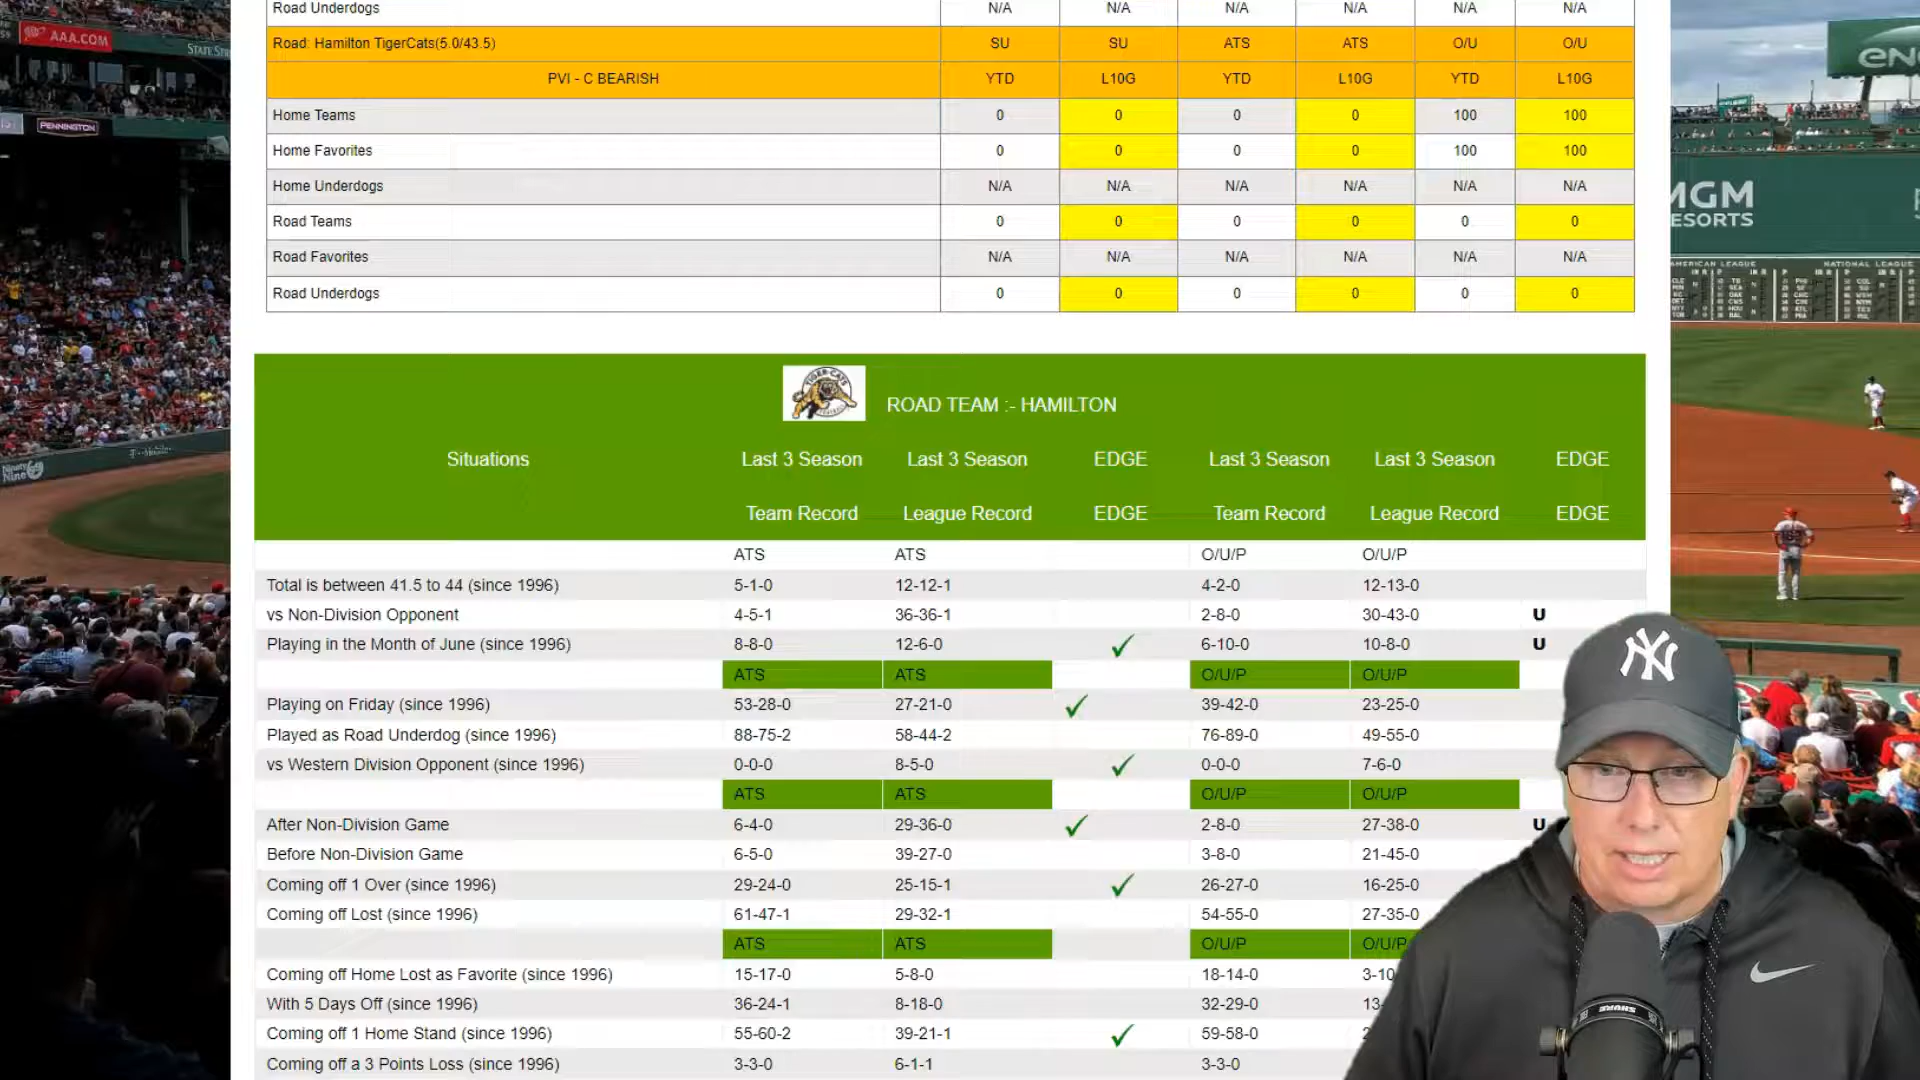 Road Underdogs N/A N/A N/A N/A N/A N/A
Road: Hamilton TigerCats(5.0/43.5) SU SU ATS ATS O/U O/U
PVI - C BEARISH YTD L10G YTD L10G YTD L10G
Home Teams 0 0 0 0 100 100
Home Favorites 0 0 0 0 100 100
Home Underdogs N/A N/A N/A N/A N/A N/A
Road Teams 0 0 0 0 0 0
Road Favorites N/A N/A N/A N/A N/A N/A
Road Underdogs 0 0 0 0 0 0
TIGER-CATS
ROAD TEAM :- HAMILTON
Situations Last 3 Season Last 3 Season EDGE Last 3 Season Last 3 Season EDGE
Team Record League Record EDGE Team Record League Record EDGE
ATS ATS O/U/P O/U/P
Total is between 41.5 to 44 (since 1996) 5-1-0 12-12-1 4-2-0 12-13-0
vs Non-Division Opponent 4-5-1 36-36-1 2-8-0 30-43-0 U
Playing in the Month of June (since 1996) 8-8-0 12-6-0 6-10-0 10-8-0 U
ATS ATS O/U/P O/U/P
Playing on Friday (since 1996) 53-28-0 27-21-0 39-42-0 23-25-0
Played as Road Underdog (since 1996) 88-75-2 58-44-2 76-89-0 49-55-0
vs Western Division Opponent (since 1996) 0-0-0 8-5-0 0-0-0 7-6-0
ATS ATS O/U/P O/U/P
After Non-Division Game 6-4-0 29-36-0 2-8-0 27-38-0 U
Before Non-Division Game 6-5-0 39-27-0 3-8-0 21-45-0
Coming off 1 Over (since 1996) 29-24-0 25-15-1 26-27-0 16-25-0
Coming off Lost (since 1996) 61-47-1 29-32-1 54-55-0 27-35-0
ATS ATS O/U/P O/U/P
Coming off Home Lost as Favorite (since 1996) 15-17-0 5-8-0 18-14-0 3-10
With 5 Days Off (since 1996) 36-24-1 8-18-0 32-29-0 13-
Coming off 1 Home Stand (since 1996) 55-60-2 39-21-1 59-58-0
Coming off a 3 Points Loss (since 1996) 3-3-0 6-1-1 3-3-0
AAA.COM
PENNINGTON
T-Mobile
MGM
ESORTS
AMERICAN LEAGUE
NATIONAL LEAGUE
NY
SHURE